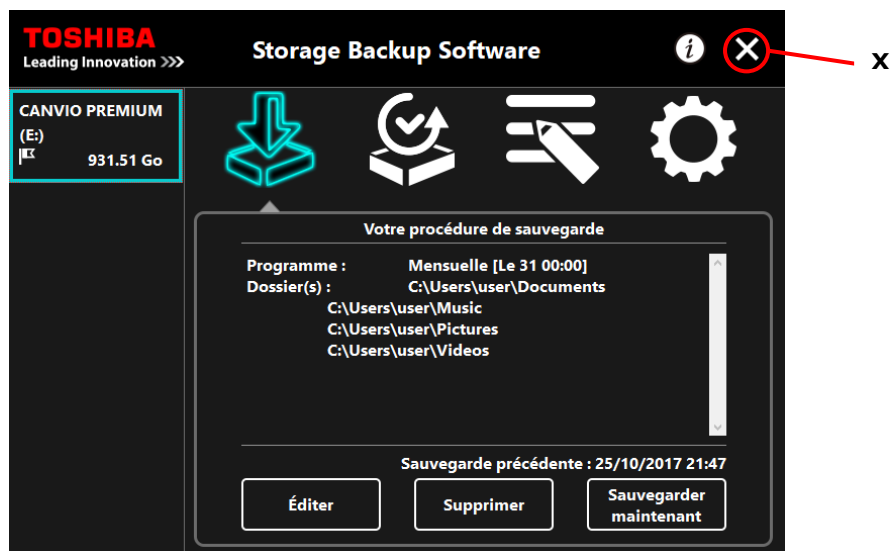 TOSHIBA
Leading Innovation >>>
Storage Backup Software
i
x
CANVIO PREMIUM
(E:)
931.51 Go
Votre procédure de sauvegarde
Programme : Mensuelle [Le 31 00:00]
Dossier(s) : C:\Users\user\Documents
C:\Users\user\Music
C:\Users\user\Pictures
C:\Users\user\Videos
Sauvegarde précédente : 25/10/2017 21:47
Éditer
Supprimer
Sauvegarder
maintenant